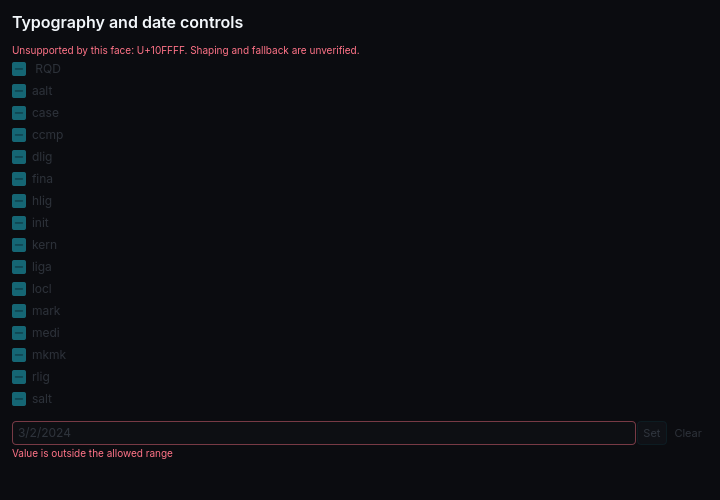 Typography and date controls
Unsupported by this face: U+10FFFF. Shaping and fallback are unverified.
RQD
aalt
case
ccmp
dlig
fina
hlig
init
kern
liga
locl
mark
medi
mkmk
rlig
salt
3/2/2024 Set Clear
Value is outside the allowed range